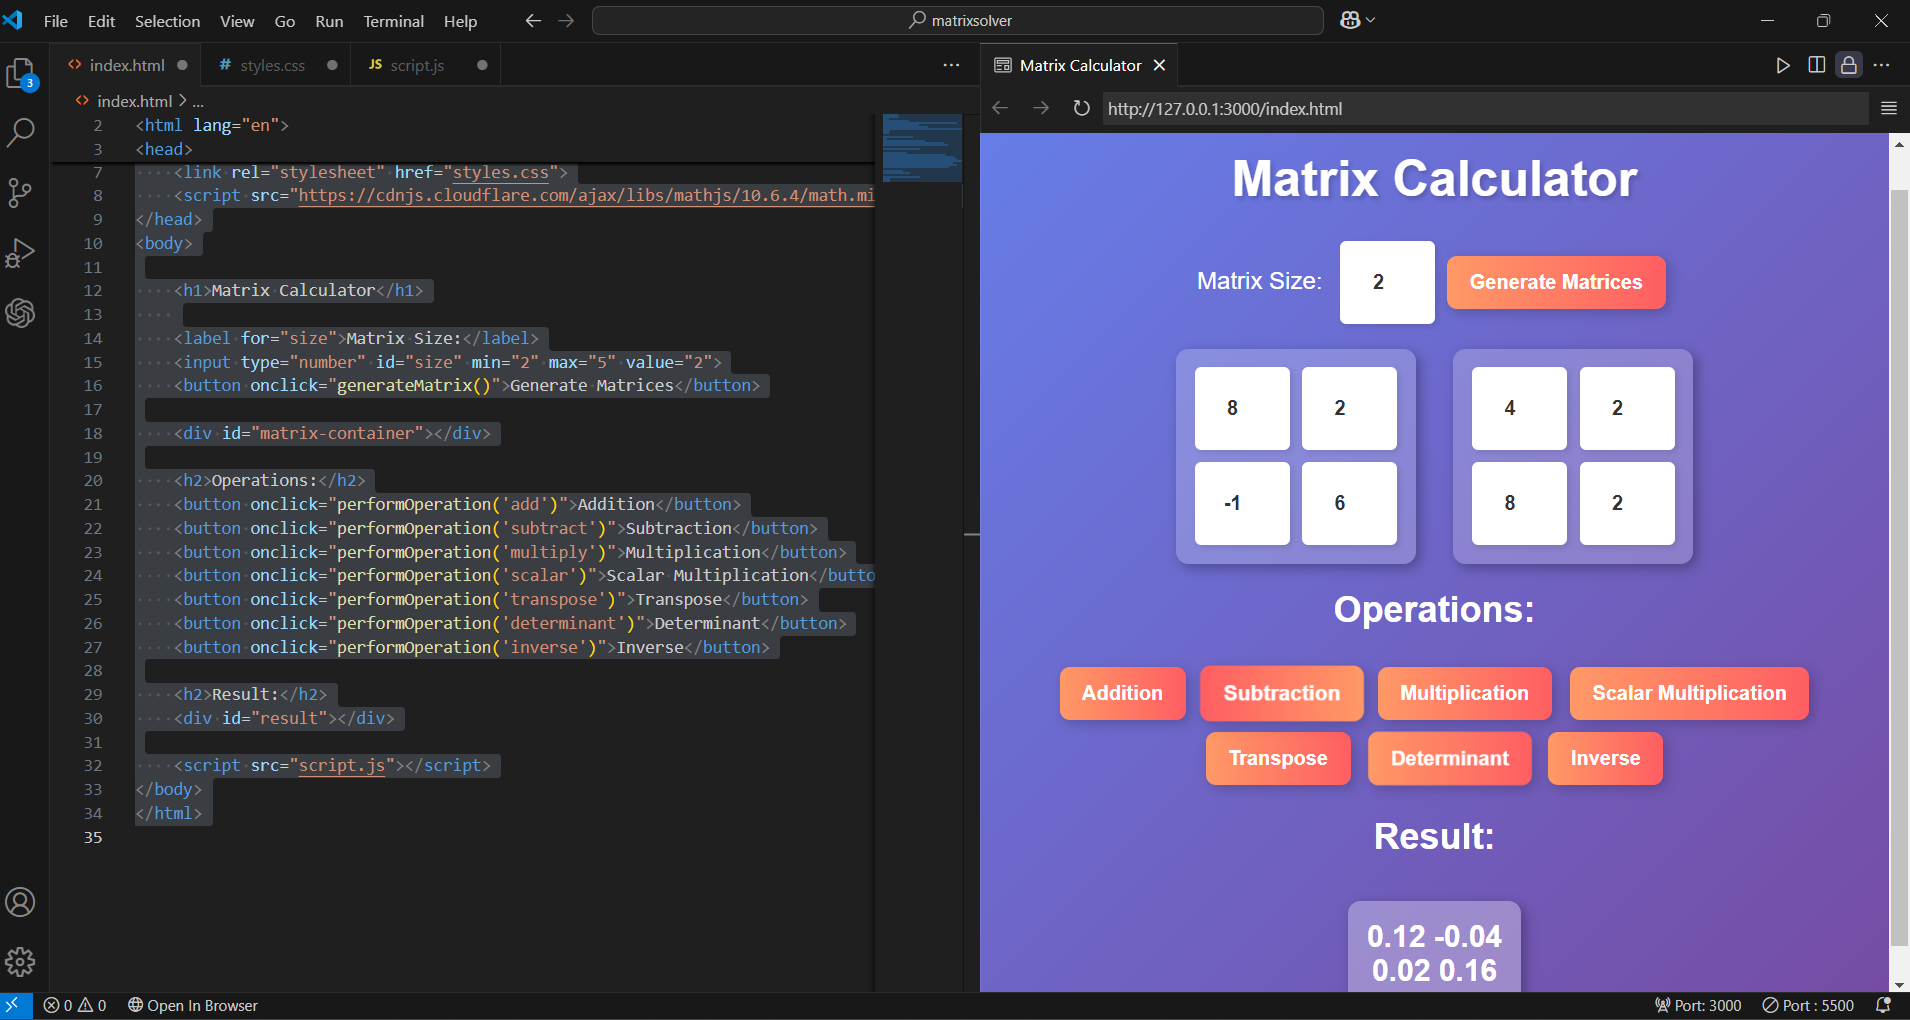 File Edit Selection View Go Run Terminal Help
matrixsolver
index.html
# styles.css
JS script.js
Matrix Calculator
3
index.html > ...
http://127.0.0.1:3000/index.html
2 <html lang="en">
3 <head>
7 <link rel="stylesheet" href="styles.css">
8 <script src="https://cdnjs.cloudflare.com/ajax/libs/mathjs/10.6.4/math.mi
9 </head>
10 <body>
11
12 <h1>Matrix Calculator</h1>
13
14 <label for="size">Matrix Size:</label>
15 <input type="number" id="size" min="2" max="5" value="2">
16 <button onclick="generateMatrix()">Generate Matrices</button>
17
18 <div id="matrix-container"></div>
19
20 <h2>Operations:</h2>
21 <button onclick="performOperation('add')">Addition</button>
22 <button onclick="performOperation('subtract')">Subtraction</button>
23 <button onclick="performOperation('multiply')">Multiplication</button>
24 <button onclick="performOperation('scalar')">Scalar Multiplication</butto
25 <button onclick="performOperation('transpose')">Transpose</button>
26 <button onclick="performOperation('determinant')">Determinant</button>
27 <button onclick="performOperation('inverse')">Inverse</button>
28
29 <h2>Result:</h2>
30 <div id="result"></div>
31
32 <script src="script.js"></script>
33 </body>
34 </html>
35
Matrix Calculator
Matrix Size: 2 Generate Matrices
8 2 4 2
-1 6 8 2
Operations:
Addition Subtraction Multiplication Scalar Multiplication
Transpose Determinant Inverse
Result:
0.12 -0.04
0.02 0.16
0 0 Open In Browser
Port: 3000 Port : 5500